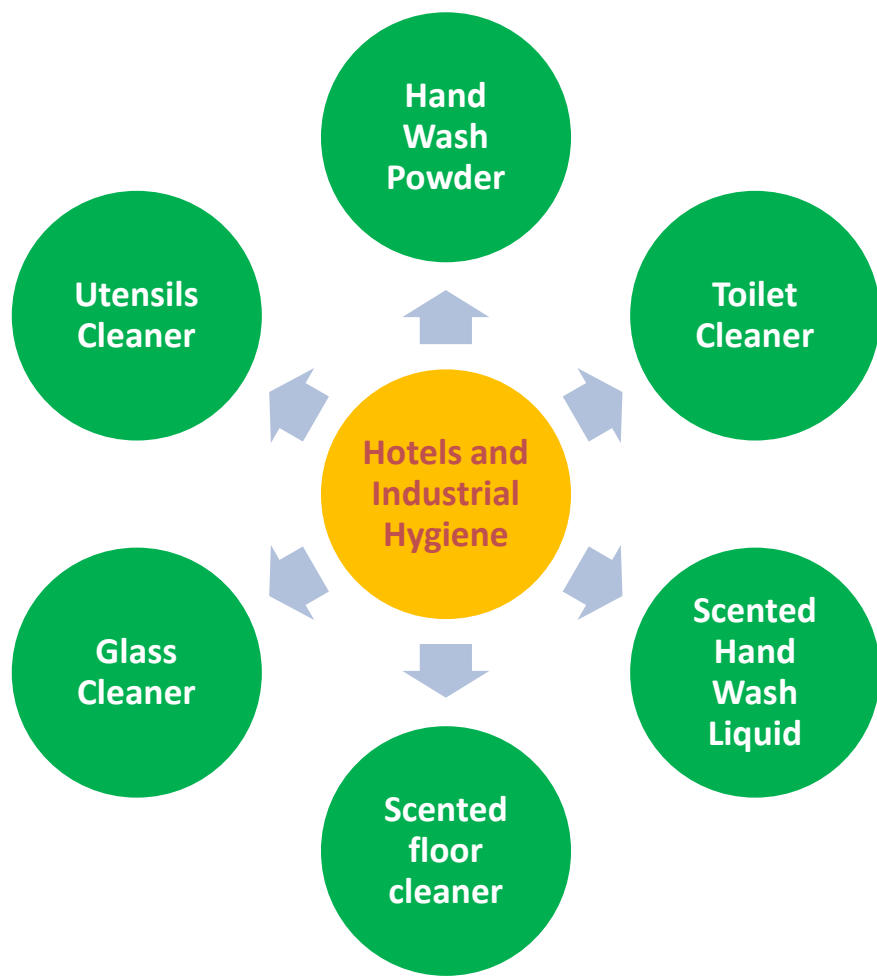 Hand
Wash
Powder
Toilet
Cleaner
Scented
Hand
Wash
Liquid
Scented
floor
cleaner
Glass
Cleaner
Utensils
Cleaner
Hotels and
Industrial
Hygiene